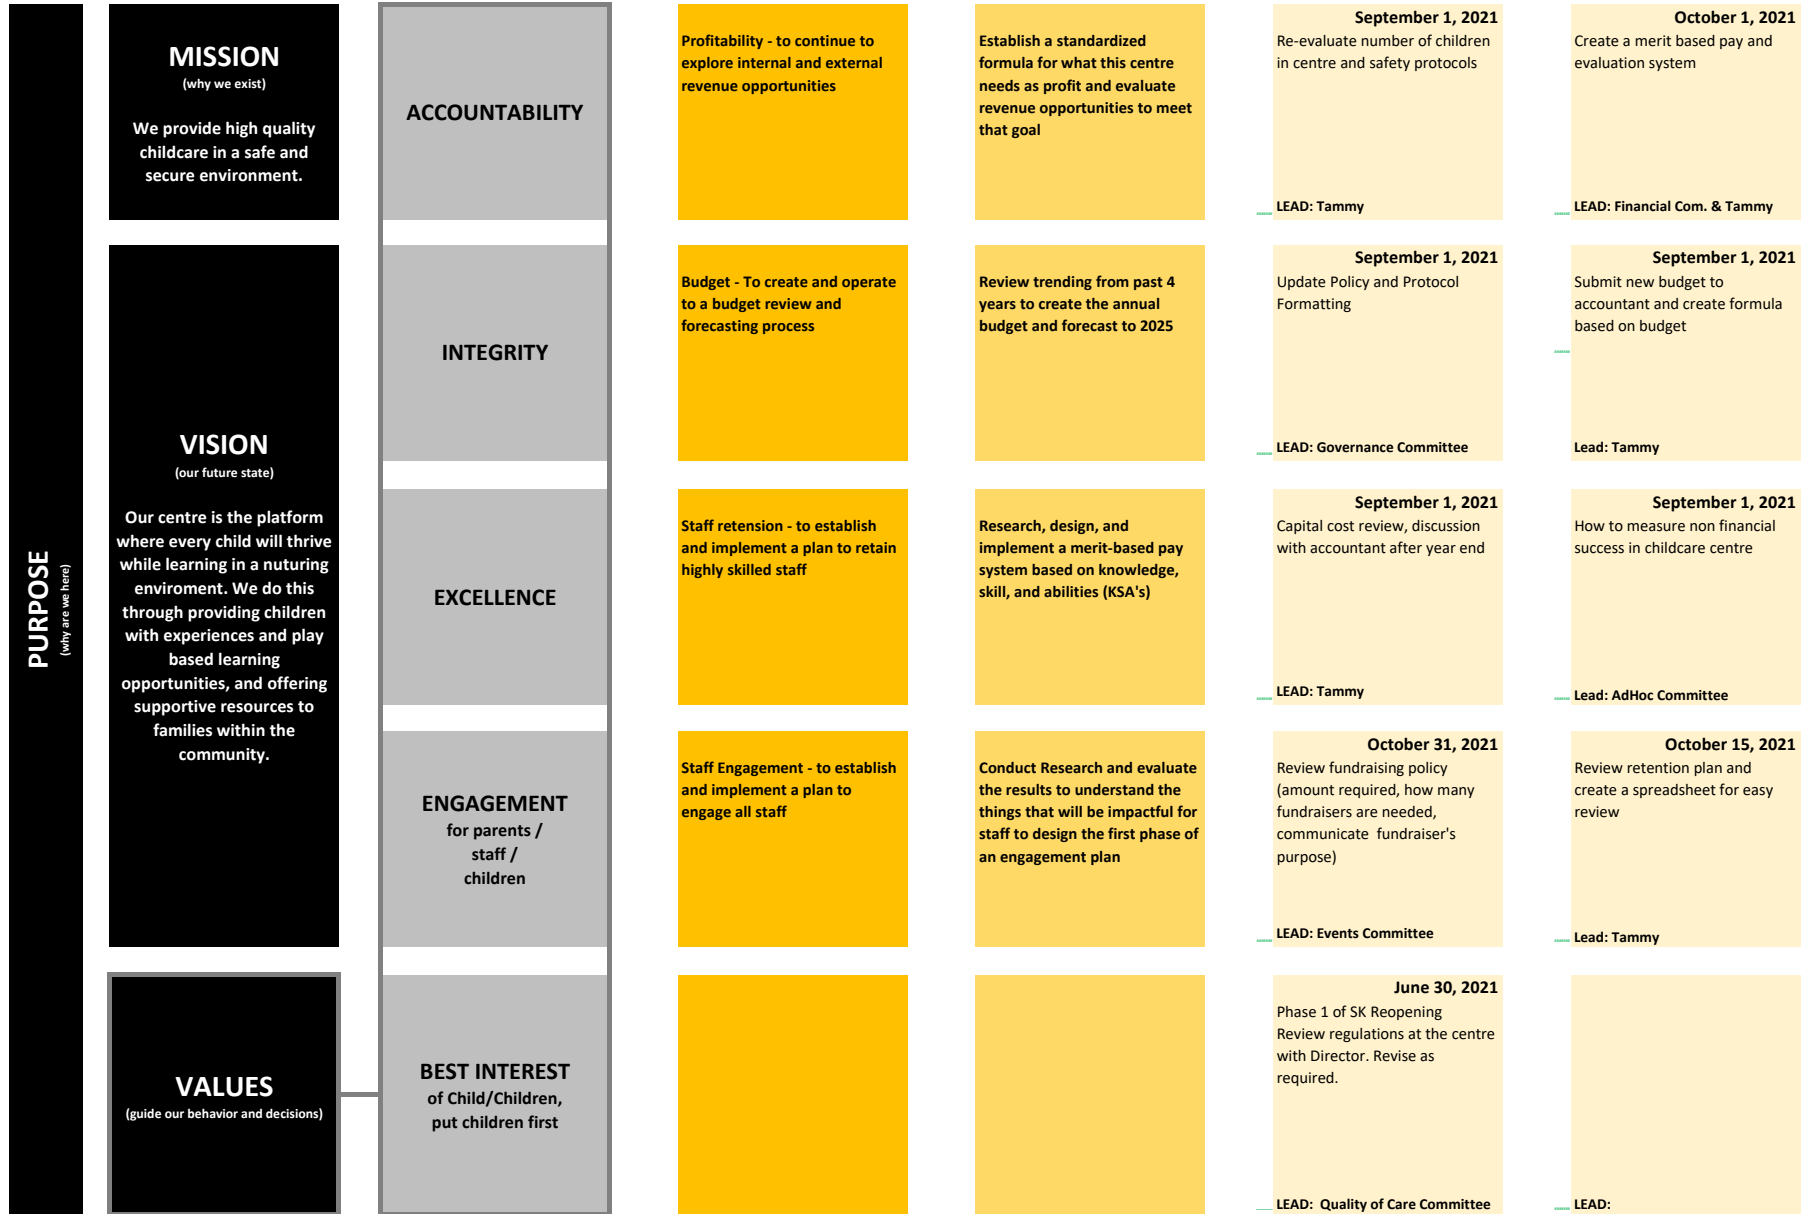 PURPOSE
(why are we here)
MISSION
(why we exist)
We provide high quality
childcare in a safe and
secure environment.
VISION
(our future state)
Our centre is the platform
where every child will thrive
while learning in a nuturing
enviroment. We do this
through providing children
with experiences and play
based learning
opportunities, and offering
supportive resources to
families within the
community.
VALUES
(guide our behavior and decisions)
ACCOUNTABILITY
INTEGRITY
EXCELLENCE
ENGAGEMENT
for parents /
staff /
children
BEST INTEREST
of Child/Children,
put children first
Profitability - to continue to
explore internal and external
revenue opportunities
Budget - To create and operate
to a budget review and
forecasting process
Staff retension - to establish
and implement a plan to retain
highly skilled staff
Staff Engagement - to establish
and implement a plan to
engage all staff
Establish a standardized
formula for what this centre
needs as profit and evaluate
revenue opportunities to meet
that goal
Review trending from past 4
years to create the annual
budget and forecast to 2025
Research, design, and
implement a merit-based pay
system based on knowledge,
skill, and abilities (KSA's)
Conduct Research and evaluate
the results to understand the
things that will be impactful for
staff to design the first phase of
an engagement plan
September 1, 2021
Re-evaluate number of children
in centre and safety protocols
LEAD: Tammy
September 1, 2021
Update Policy and Protocol
Formatting
LEAD: Governance Committee
September 1, 2021
Capital cost review, discussion
with accountant after year end
LEAD: Tammy
October 31, 2021
Review fundraising policy
(amount required, how many
fundraisers are needed,
communicate  fundraiser's
purpose)
LEAD: Events Committee
June 30, 2021
Phase 1 of SK Reopening
Review regulations at the centre
with Director. Revise as
required.
LEAD:  Quality of Care Committee
October 1, 2021
Create a merit based pay and
evaluation system
LEAD: Financial Com. & Tammy
September 1, 2021
Submit new budget to
accountant and create formula
based on budget
Lead: Tammy
September 1, 2021
How to measure non financial
success in childcare centre
Lead: AdHoc Committee
October 15, 2021
Review retention plan and
create a spreadsheet for easy
review
Lead: Tammy
LEAD: